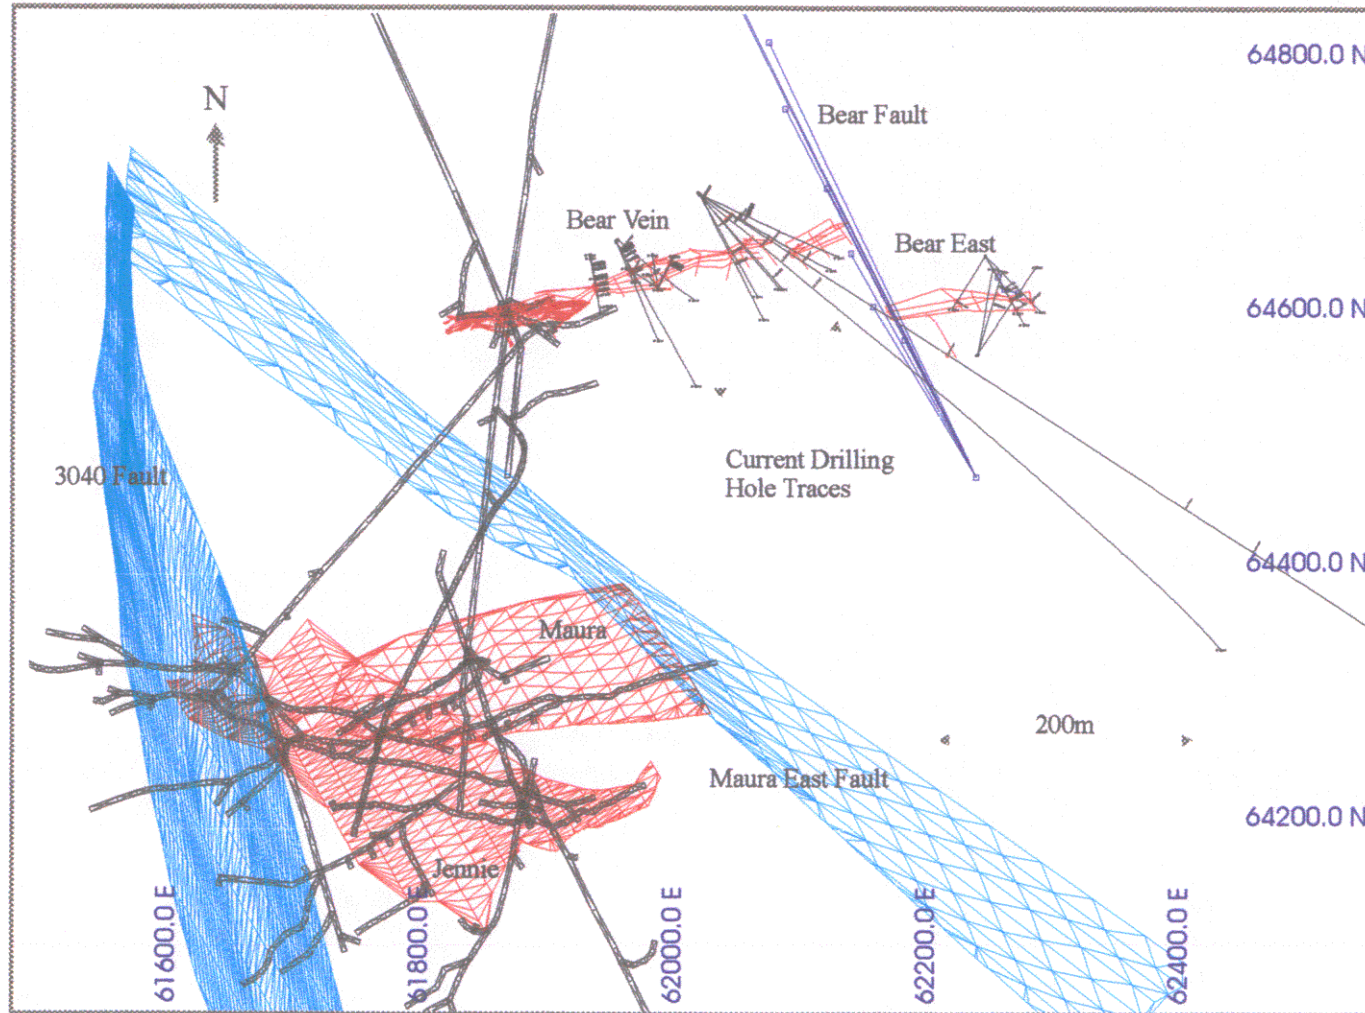 64800.0 N
N
Bear Fault
Bear Vein
Bear East
64600.0 N
3040 Fault
Current Drilling
Hole Traces
64400.0 N
Maura
200m
Maura East Fault
64200.0 N
Jennie
61600.0 E
61800.0 E
62000.0 E
62200.0 E
62400.0 E